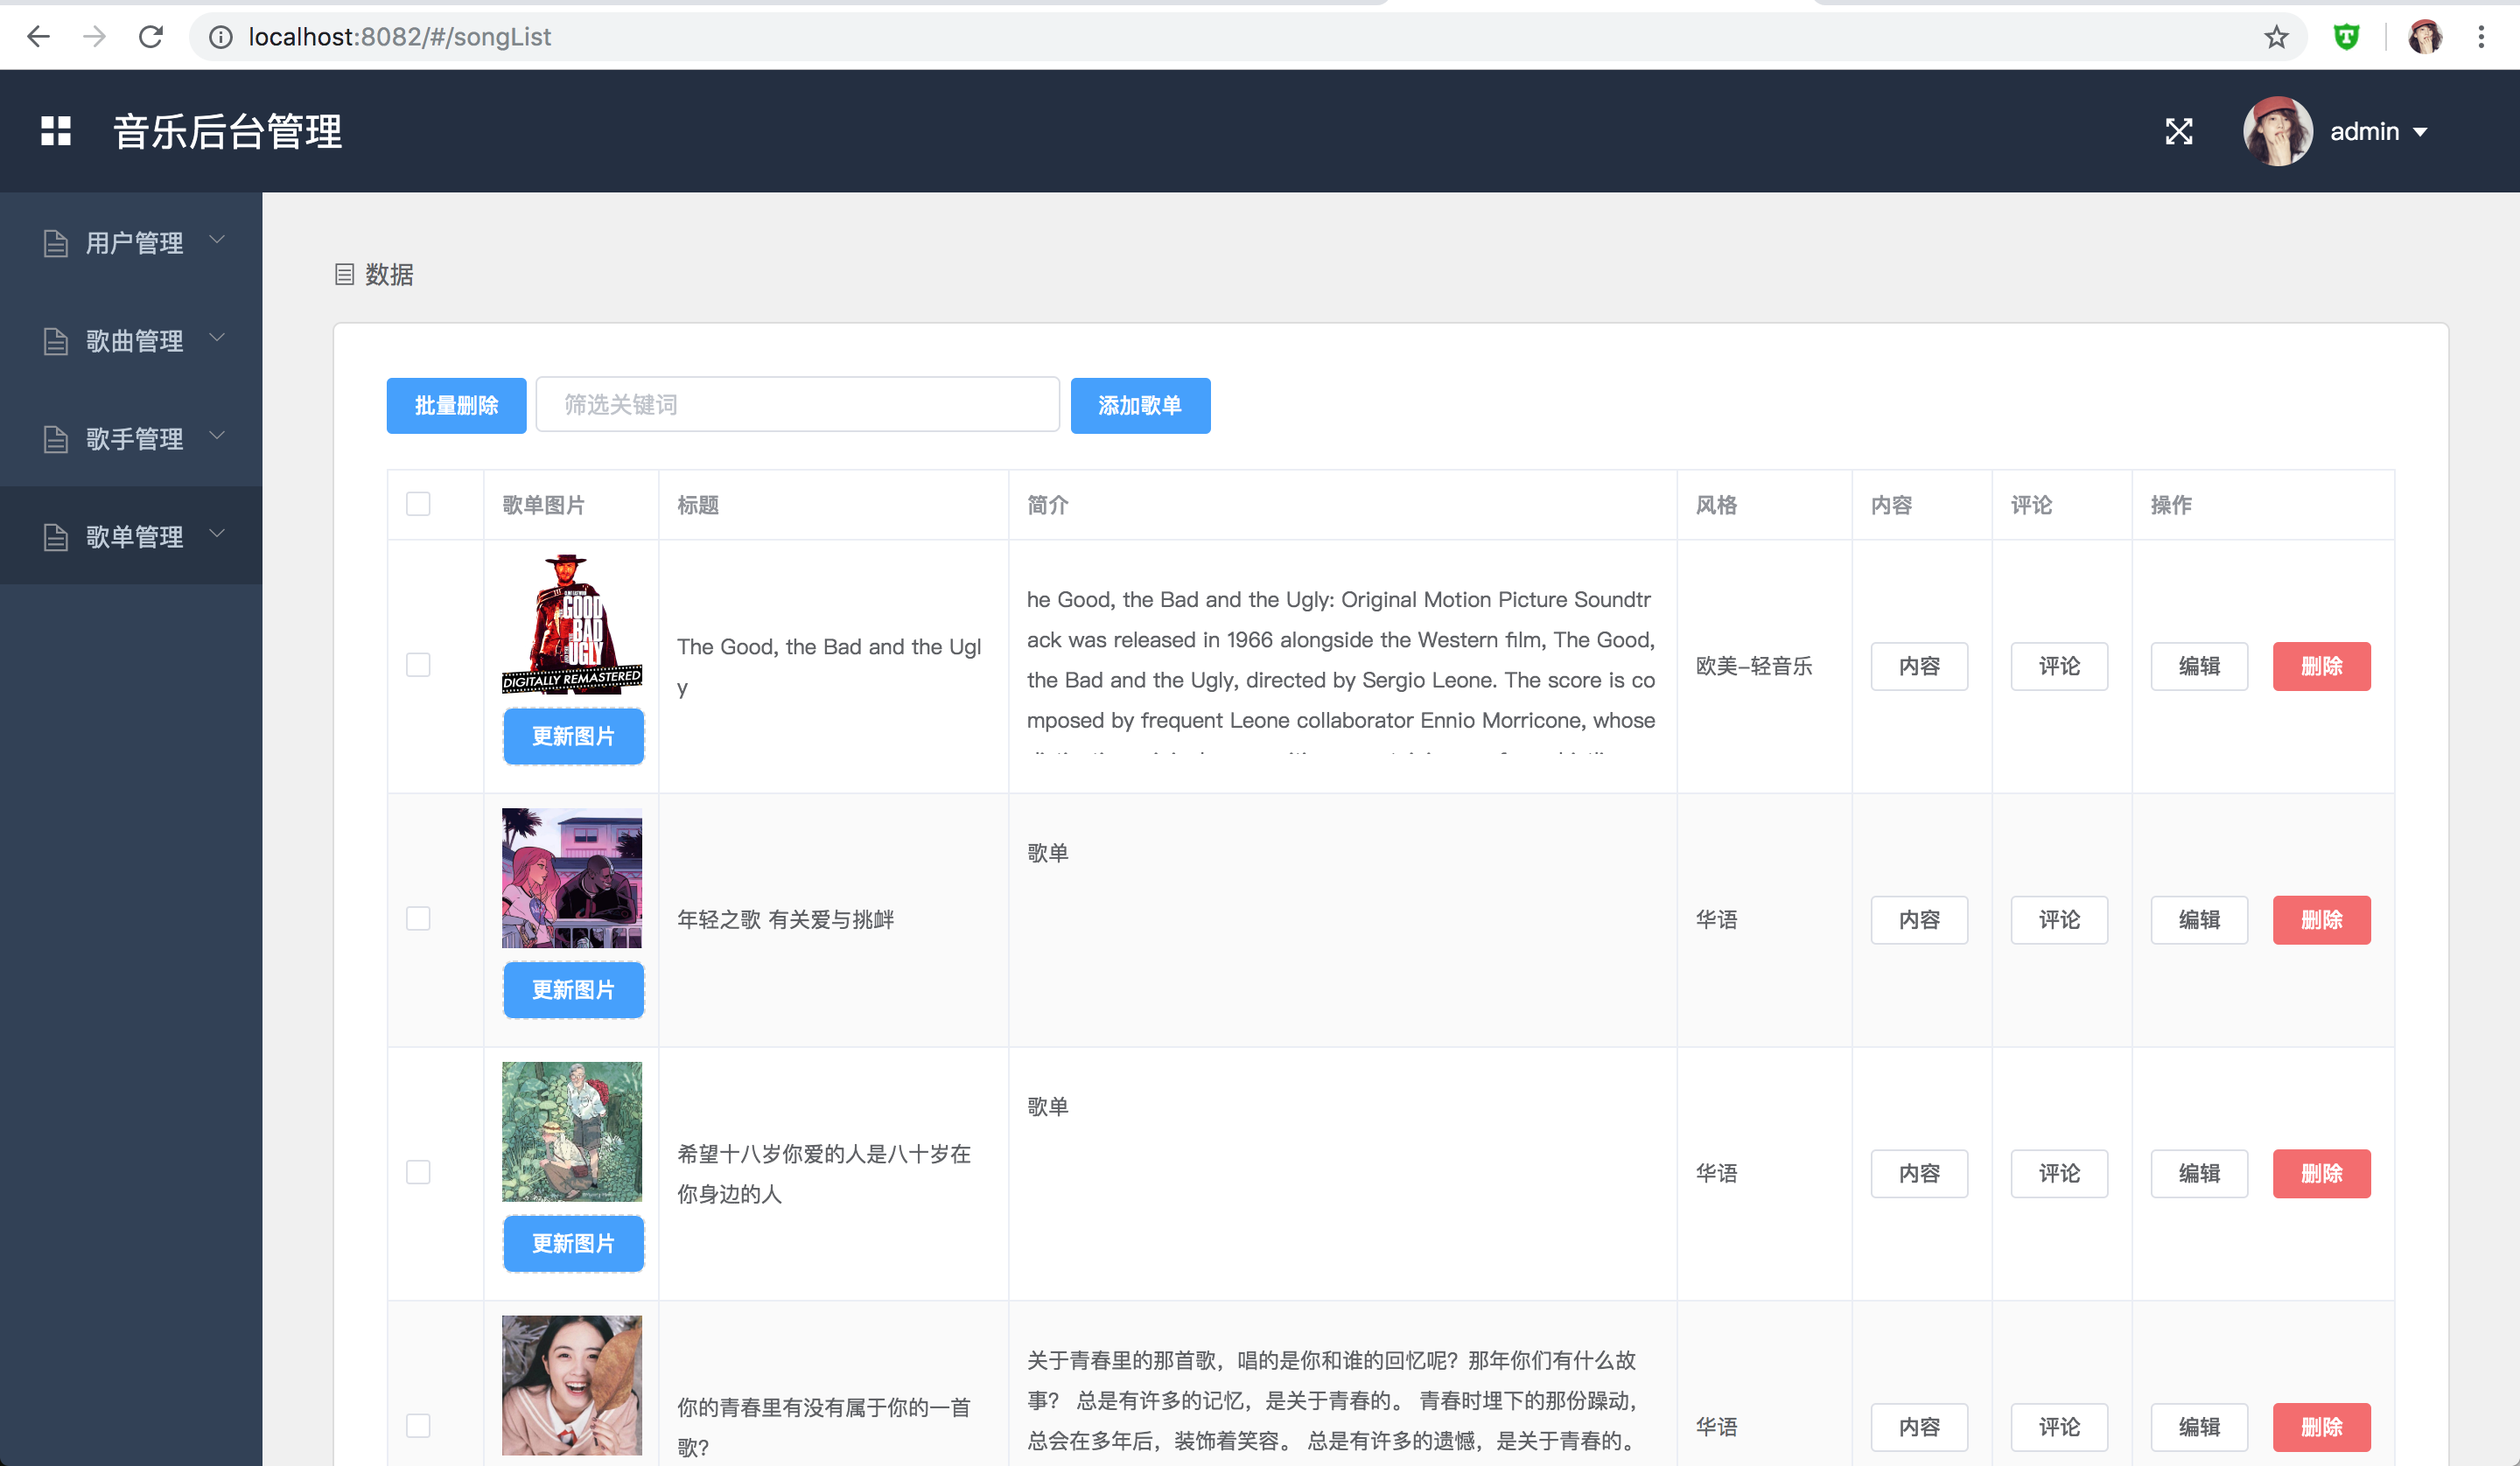 localhost:8082/#/songList
音乐后台管理
admin
用户管理
歌曲管理
歌手管理
歌单管理
数据
批量删除
筛选关键词
添加歌单
歌单图片 标题 简介 风格 内容 评论 操作
GOOD
BAD
UGLY
DIGITALLY REMASTERED
更新图片
The Good, the Bad and the Ugl
y
he Good, the Bad and the Ugly: Original Motion Picture Soundtr
ack was released in 1966 alongside the Western film, The Good,
the Bad and the Ugly, directed by Sergio Leone. The score is co
mposed by frequent Leone collaborator Ennio Morricone, whose
欧美-轻音乐
内容 评论 编辑 删除
更新图片
年轻之歌 有关爱与挑衅
歌单
华语
内容 评论 编辑 删除
更新图片
希望十八岁你爱的人是八十岁在
你身边的人
歌单
华语
内容 评论 编辑 删除
你的青春里有没有属于你的一首
歌?
关于青春里的那首歌，唱的是你和谁的回忆呢？那年你们有什么故
事？ 总是有许多的记忆，是关于青春的。 青春时埋下的那份躁动，
总会在多年后，装饰着笑容。 总是有许多的遗憾，是关于青春的。
华语
内容 评论 编辑 删除